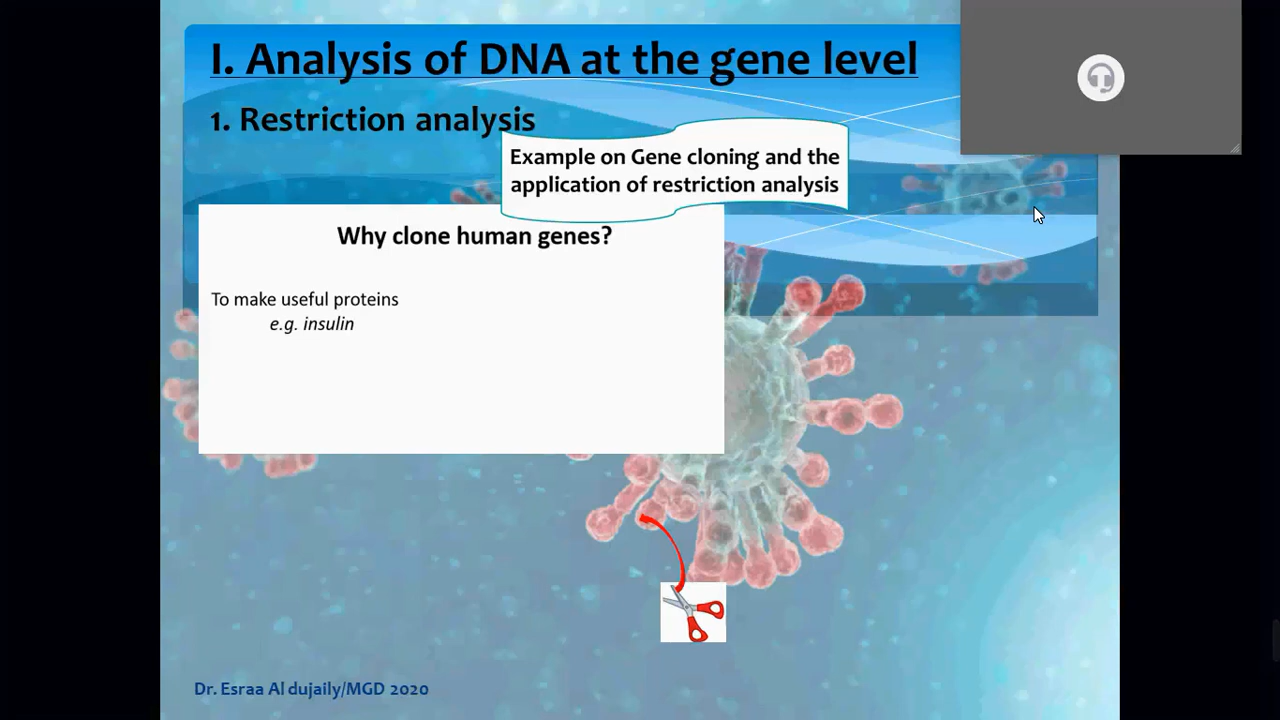 I. Analysis of DNA at the gene level
1. Restriction analysis
Example on Gene cloning and the
application of restriction analysis
Why clone human genes?
To make useful proteins
e.g. insulin
Dr. Esraa Al dujaily/MGD 2020